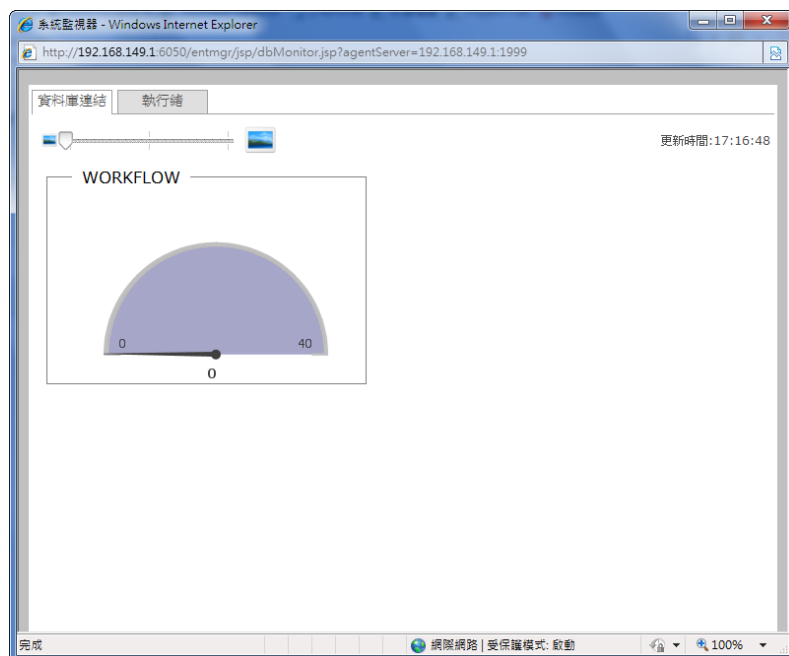 系統監視器 - Windows Internet Explorer
http://192.168.149.1:6050/entmgr/jsp/dbMonitor.jsp?agentServer=192.168.149.1:1999
資料庫連結 執行緒
更新時間:17:16:48
WORKFLOW
0 40
0
完成 網際網路 | 受保護模式: 啟動 100%